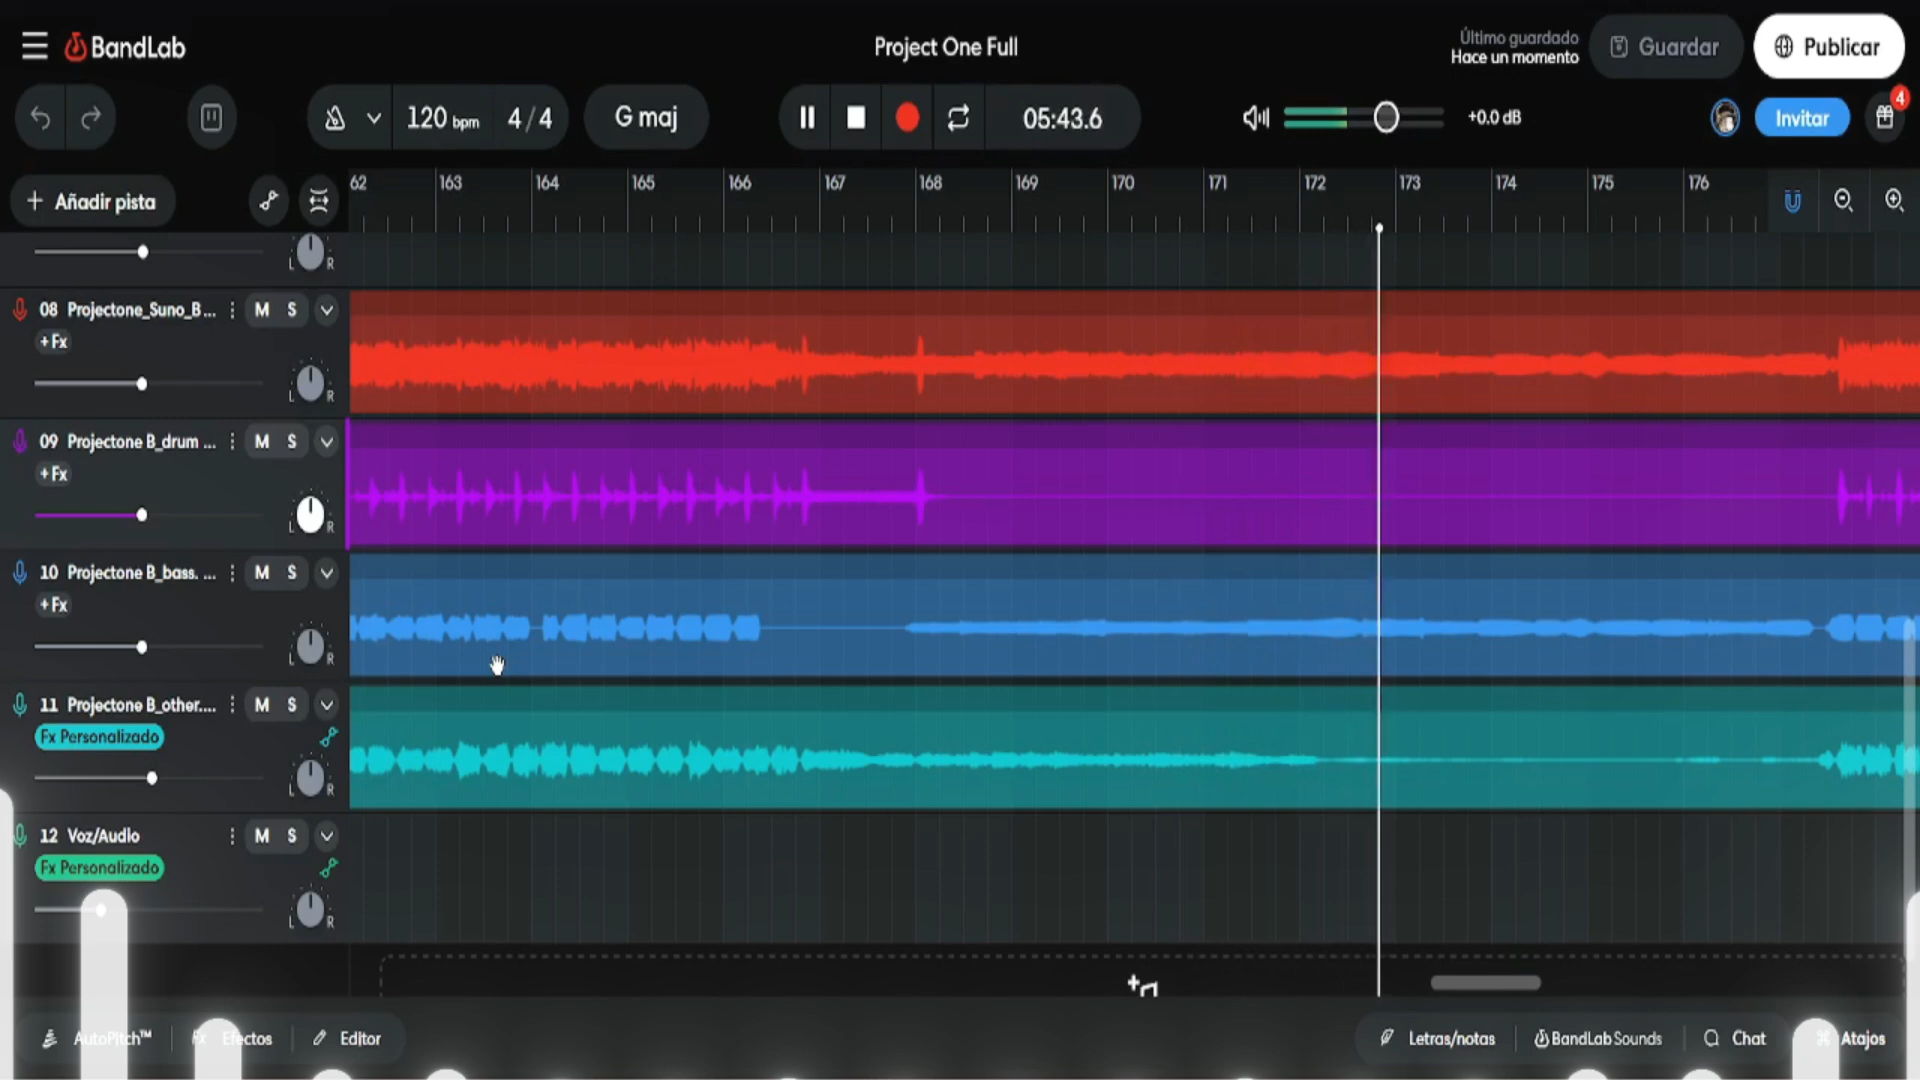 BandLab
Project One Full
Último guardado
Hace un momento
Guardar
Publicar
120 bpm
4/4
G maj
05:43.6
+0.0 dB
Invitar
4
+ Añadir pista
62 163 164 165 166 167 168 169 170 171 172 173 174 175 176
L R
08 Projectone_Suno_B... M S
+Fx
L R
09 Projectone B_drum ... M S
+Fx
L R
10 Projectone B_bass. ... M S
+Fx
L R
11 Projectone B_other.... M S
Fx Personalizado
L R
12 Voz/Audio M S
Fx Personalizado
L R
AutoPitch™
Fx Efectos
Editor
Letras/notas
BandLab Sounds
Chat
Atajos